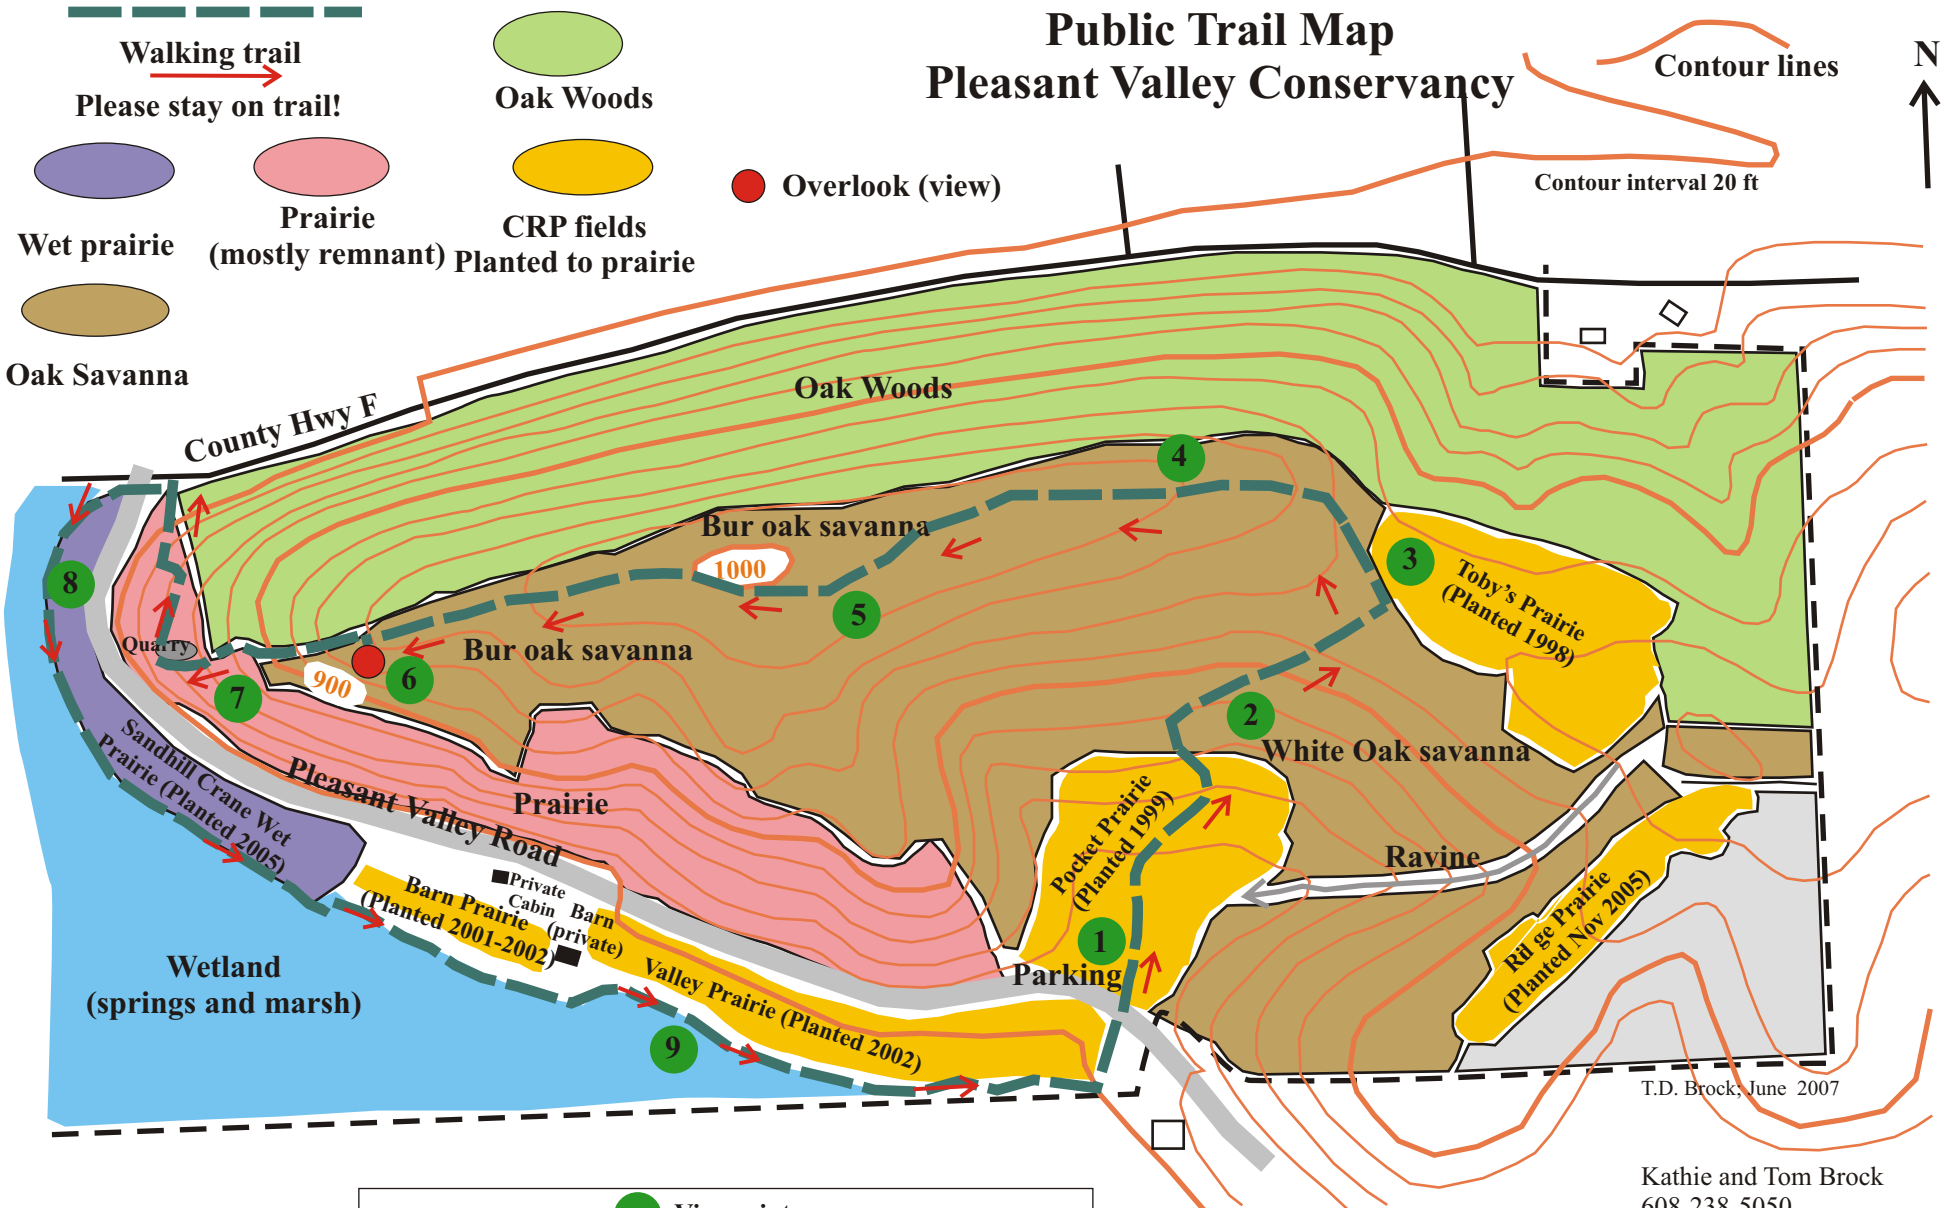 Public Trail Map
Pleasant Valley Conservancy
Walking trail
Please stay on trail!
Oak Woods
Contour lines
N
Wet prairie
Prairie
(mostly remnant)
CRP fields
Planted to prairie
Overlook (view)
Contour interval 20 ft
Oak Savanna
County Hwy F
Oak Woods
4
Bur oak savanna
1000
3
Toby's Prairie
(Planted 1998)
8
5
Quarry
Bur oak savanna
900
6
7
2
White Oak savanna
Sandhill Crane Wet
Prairie (Planted
2005)
Pleasant Valley Road
Prairie
Pocket Prairie
(Planted 1999)
Ravine
Private
Cabin
Barn
(private)
Barn Prairie
(Planted 2001-2002)
Rid ge Prairie
(Planted Nov 2005)
1
Parking
Wetland
(springs and marsh)
Valley Prairie (Planted 2002)
9
T.D. Brock; June 2007
Kathie and Tom Brock
608-238-5050